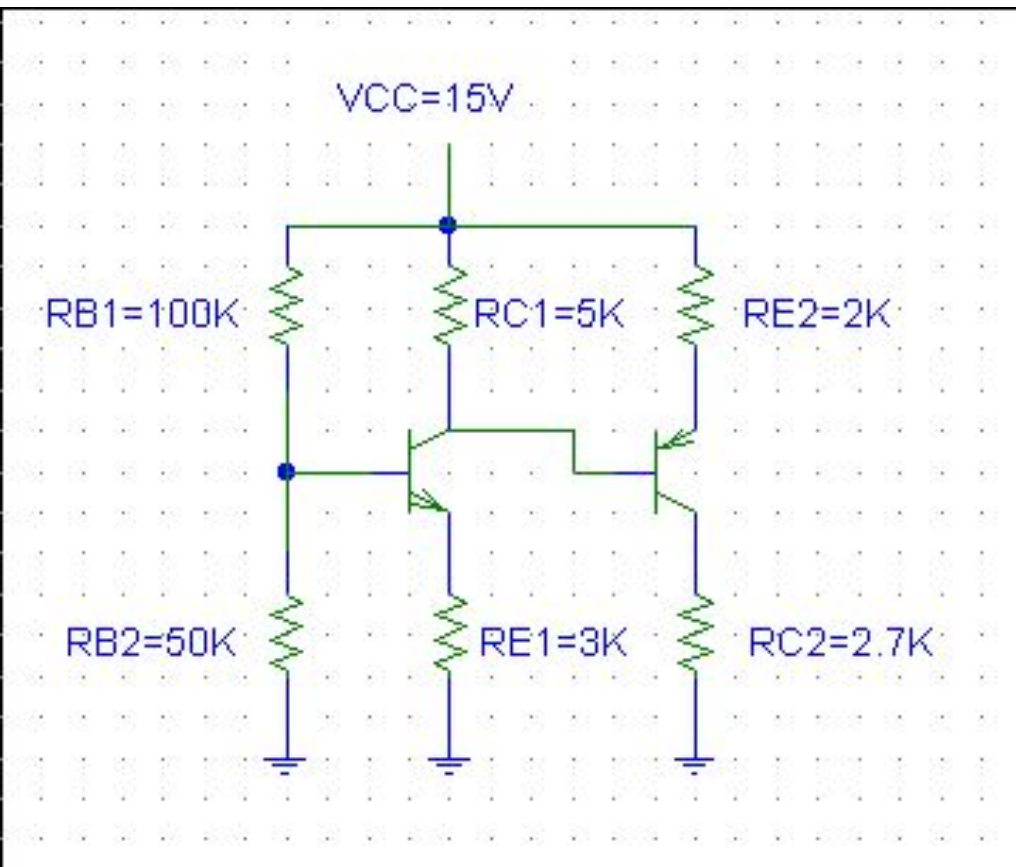 VCC=15V
RB1=100K
RC1=5K
RE2=2K
RB2=50K
RE1=3K
RC2=2.7K